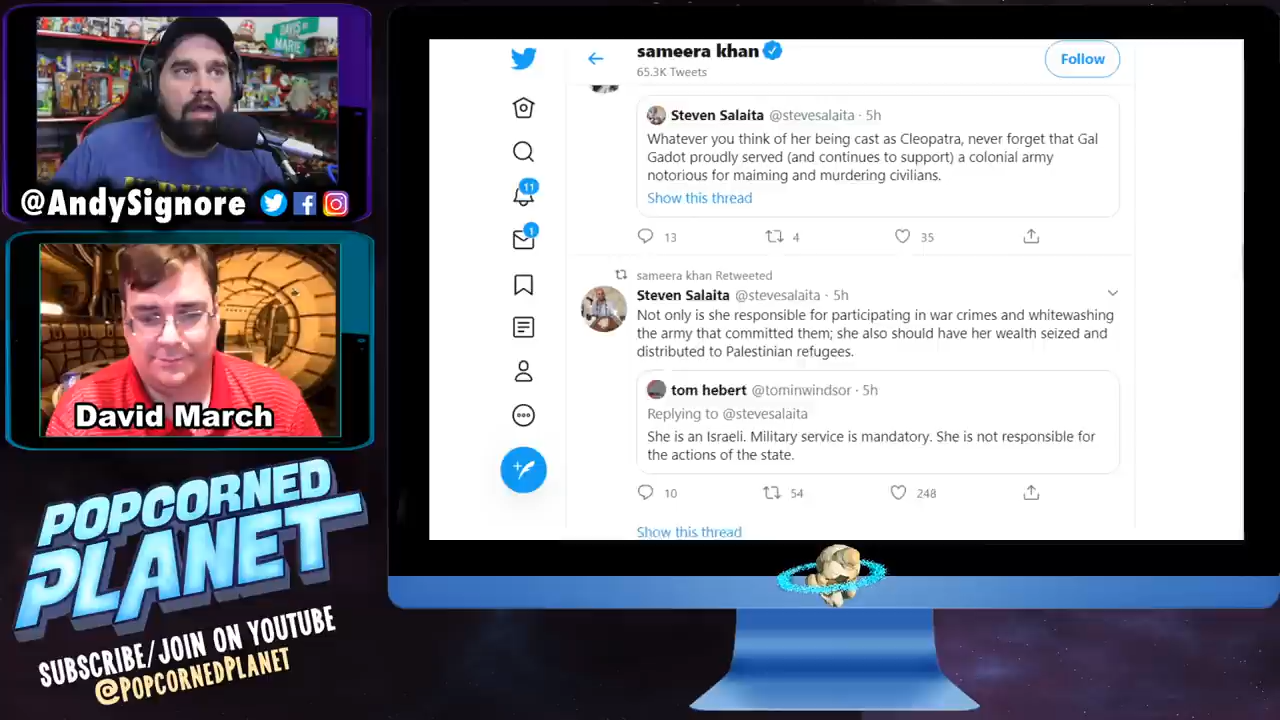 DAVIS
MARIE
@AndySignore
David March
POPCORNED
PLANET
SUBSCRIBE/JOIN ON YOUTUBE
@POPCORNEDPLANET
sameera khan
65.3K Tweets
Follow
11
1
Steven Salaita @stevesalaita · 5h
Whatever you think of her being cast as Cleopatra, never forget that Gal
Gadot proudly served (and continues to support) a colonial army
notorious for maiming and murdering civilians.
Show this thread
13 4 35
sameera khan Retweeted
Steven Salaita @stevesalaita · 5h
Not only is she responsible for participating in war crimes and whitewashing
the army that committed them; she also should have her wealth seized and
distributed to Palestinian refugees.
tom hebert @tominwindsor · 5h
Replying to @stevesalaita
She is an Israeli. Military service is mandatory. She is not responsible for
the actions of the state.
10 54 248
Show this thread